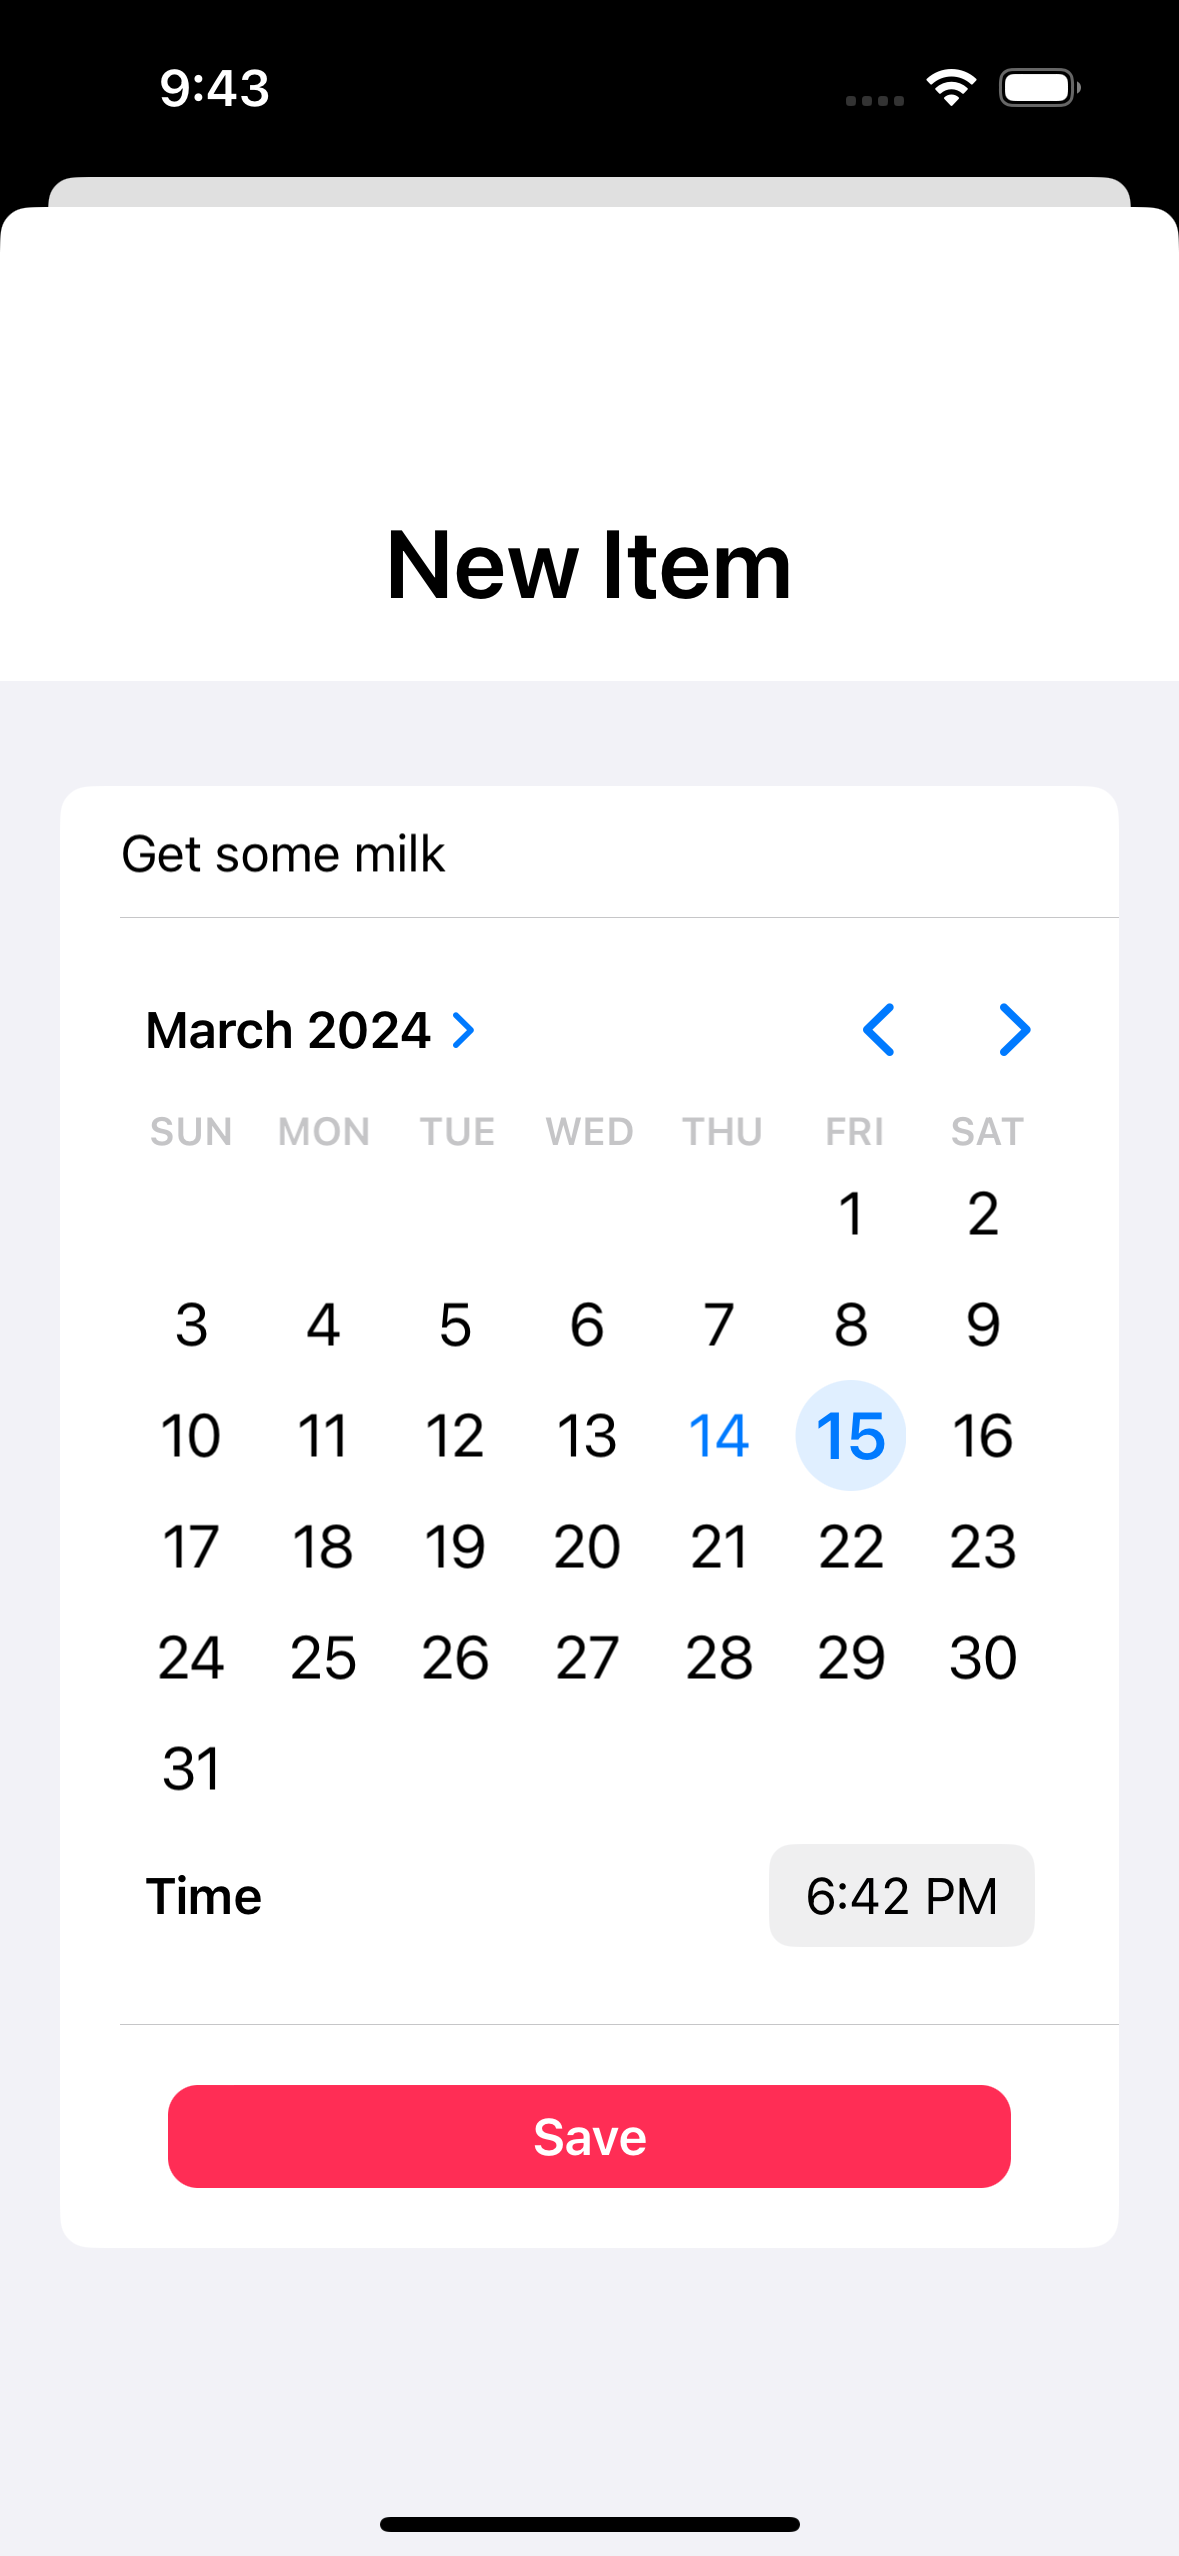 9:43
New Item
Get some milk
March 2024
SUN MON TUE WED THU FRI SAT
1 2
3 4 5 6 7 8 9
10 11 12 13 14 15 16
17 18 19 20 21 22 23
24 25 26 27 28 29 30
31
Time 6:42 PM
Save